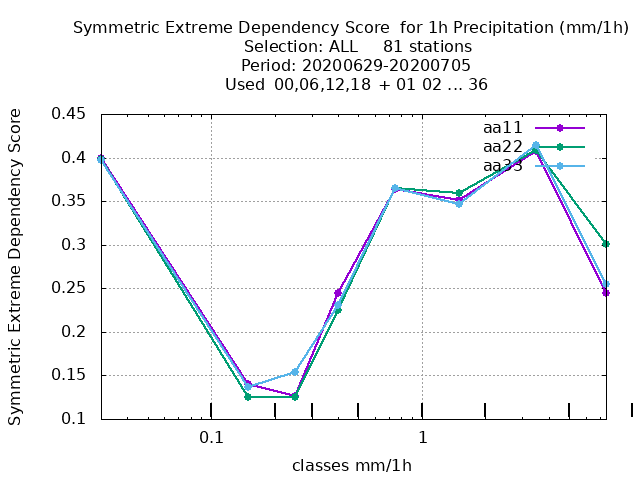 Symmetric Extreme Dependency Score  for 1h Precipitation (mm/1h)
Selection: ALL     81 stations
Period: 20200629-20200705
Used  00,06,12,18  + 01 02 ... 36
Symmetric Extreme Dependency Score
0.45
0.4
0.35
0.3
0.25
0.2
0.15
0.1
aa11
aa22
aa33
0.1
1
classes mm/1h